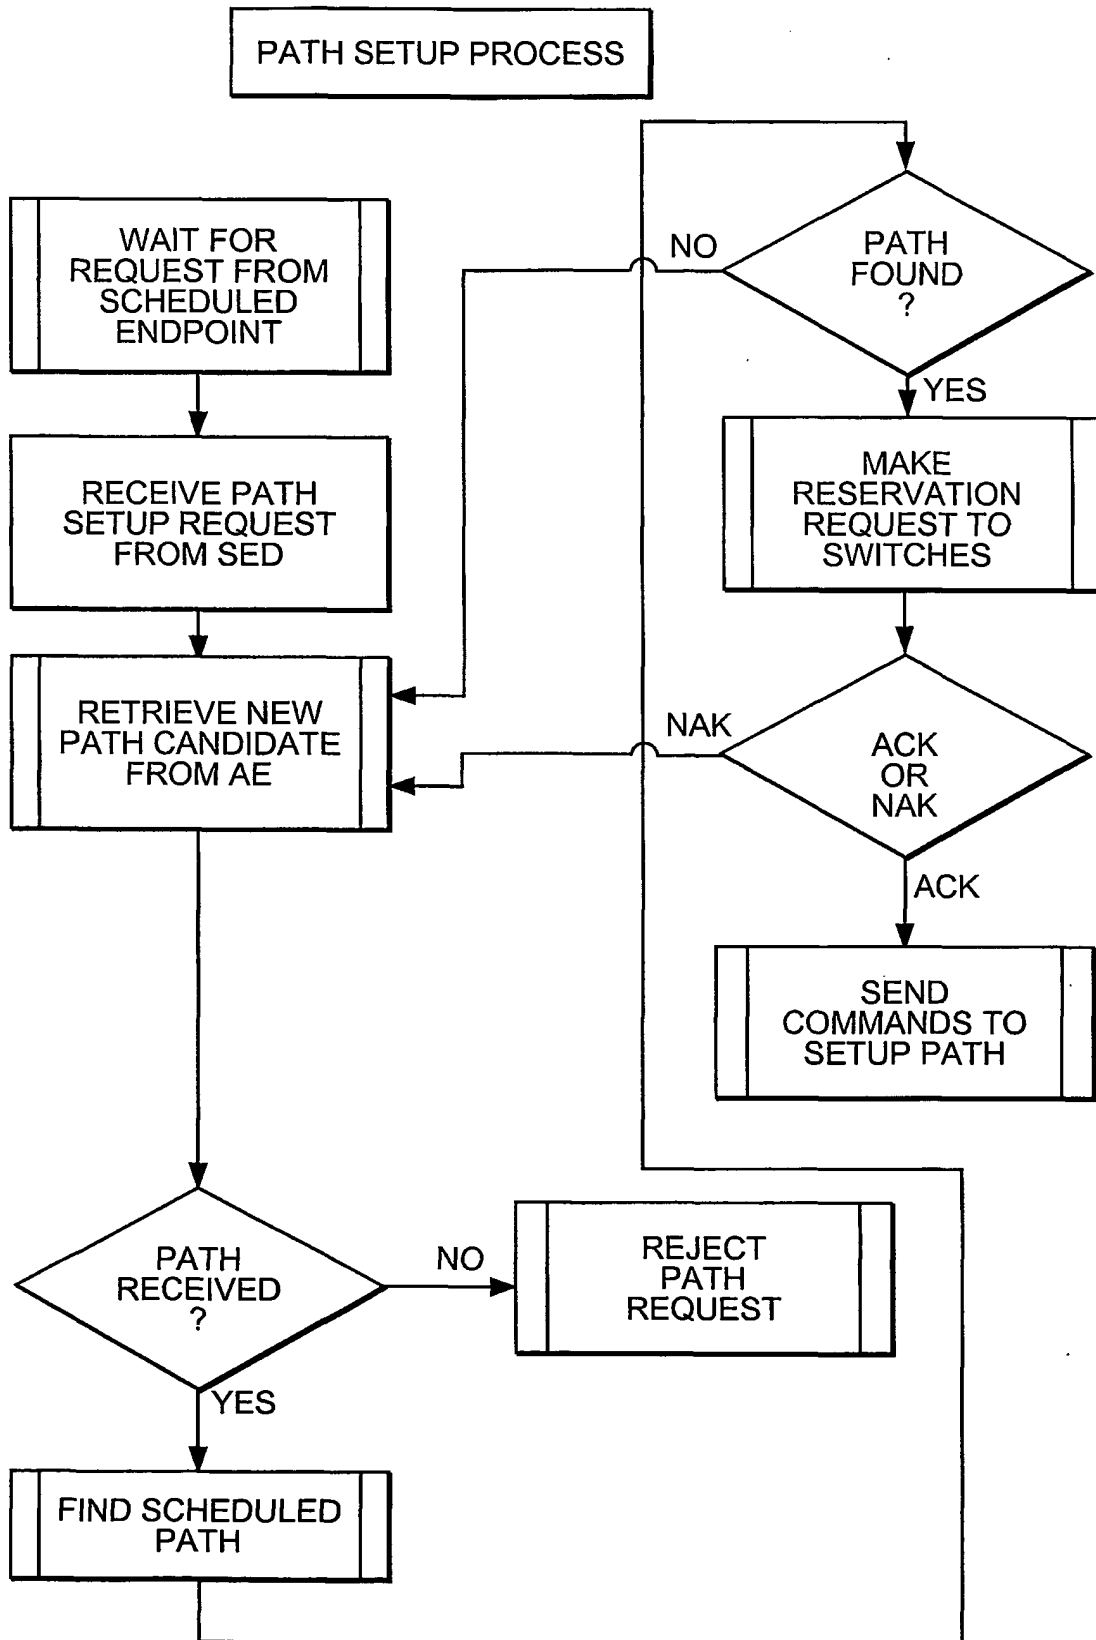 PATH SETUP PROCESS
WAIT FOR
REQUEST FROM
SCHEDULED
ENDPOINT
RECEIVE PATH
SETUP REQUEST
FROM SED
RETRIEVE NEW
PATH CANDIDATE
FROM AE
PATH
RECEIVED
?
NO
REJECT
PATH
REQUEST
YES
FIND SCHEDULED
PATH
PATH
FOUND
?
NO
YES
MAKE
RESERVATION
REQUEST TO
SWITCHES
ACK
OR
NAK
NAK
ACK
SEND
COMMANDS TO
SETUP PATH